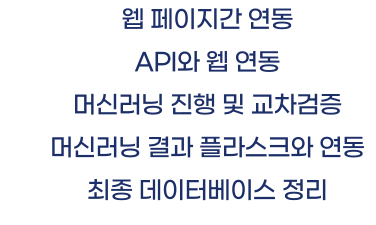 웹 페이지간 연동
API와 웹 연동
머신러닝 진행 및 교차검증
머신러닝 결과 플라스크와 연동
최종 데이터베이스 정리